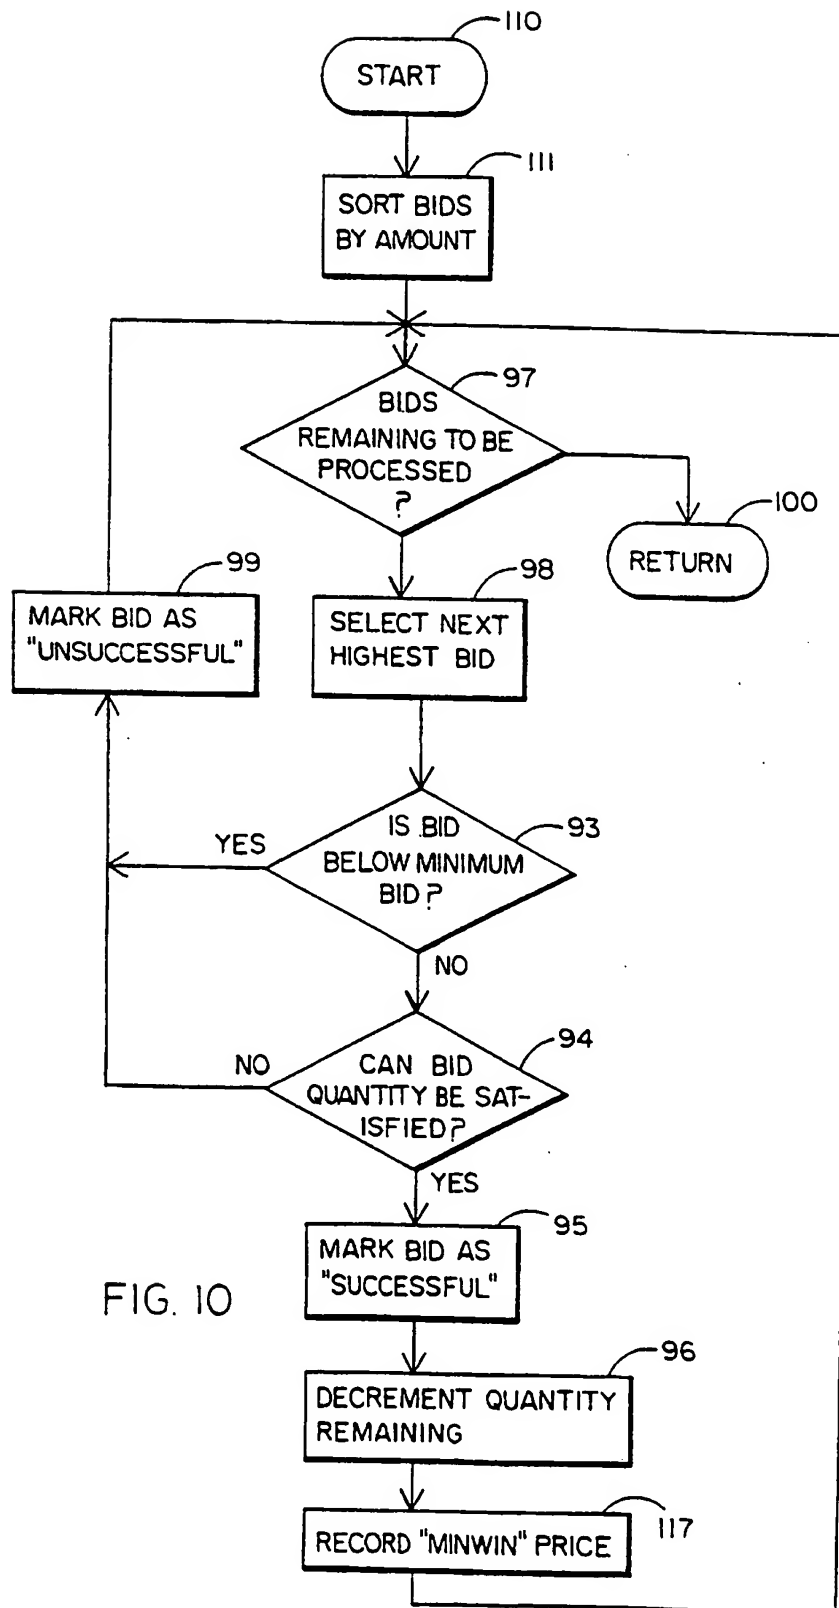 110
START
111
SORT BIDS
BY AMOUNT
97
BIDS
REMAINING TO BE
PROCESSED
?
100
RETURN
99
MARK BID AS
"UNSUCCESSFUL"
98
SELECT NEXT
HIGHEST BID
93
YES
IS BID
BELOW MINIMUM
BID?
NO
94
NO
CAN BID
QUANTITY BE SAT-
ISFIED?
YES
95
MARK BID AS
"SUCCESSFUL"
FIG. 10
96
DECREMENT QUANTITY
REMAINING
117
RECORD "MINWIN" PRICE